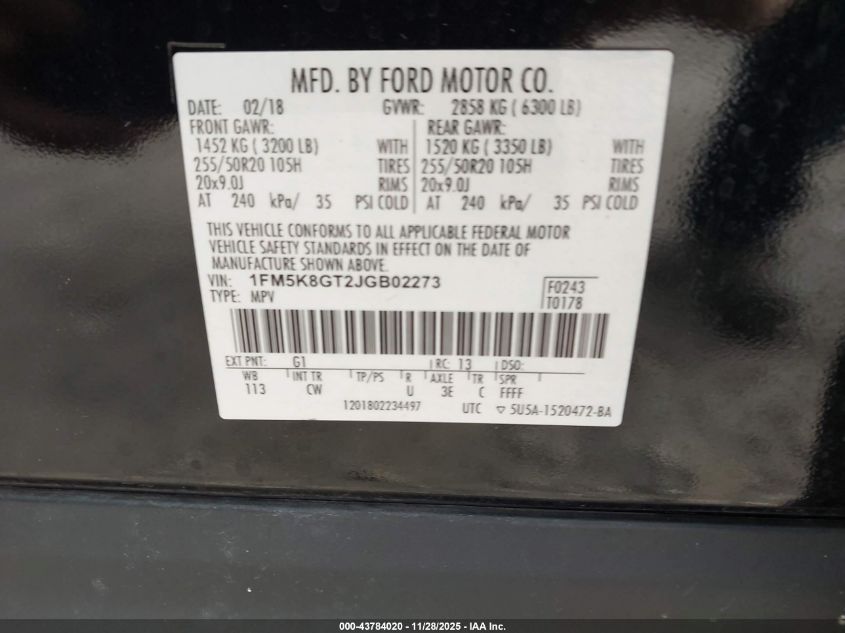 MFD. BY FORD MOTOR CO.
DATE: 02/18 GVWR: 2858 KG ( 6300 LB)
FRONT GAWR: REAR GAWR:
1452 KG ( 3200 LB) WITH 1520 KG ( 3350 LB) WITH
255/50R20 105H TIRES 255/50R20 105H TIRES
20x9.0J RIMS 20x9.0J RIMS
AT 240 kPa/ 35 PSI COLD AT 240 kPa/ 35 PSI COLD
THIS VEHICLE CONFORMS TO ALL APPLICABLE FEDERAL MOTOR
VEHICLE SAFETY STANDARDS IN EFFECT ON THE DATE OF
MANUFACTURE SHOWN ABOVE.
VIN: 1FM5K8GT2JGB02273 F0243
TYPE: MPV T0178
EXT PNT: G1 RC: 13 DSO:
WB INT TR TP/PS R AXLE TR SPR
113 CW U 3E C FFFF
1201802234497 UTC ▽ 5U5A-1520472-BA
000-43784020 - 11/28/2025 - IAA Inc.